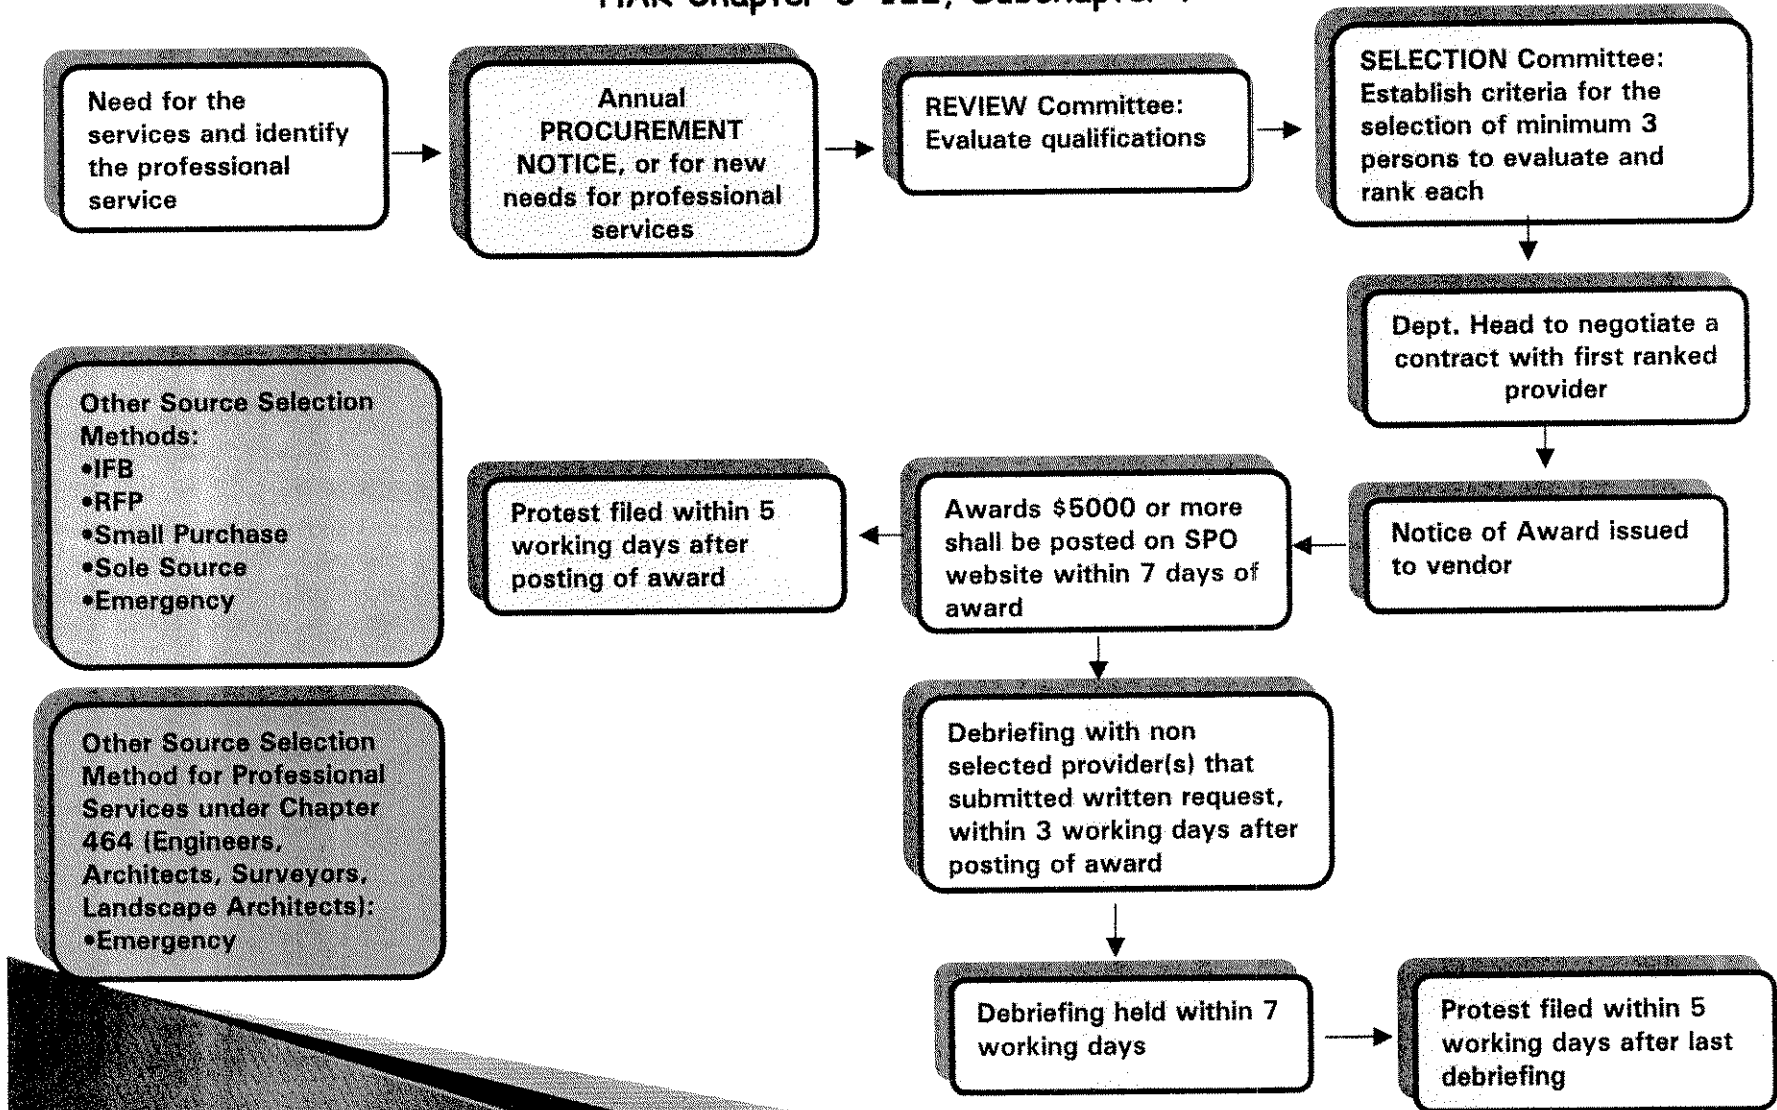 Need for the
services and identify
the professional
service
Annual
PROCUREMENT
NOTICE, or for new
needs for professional
services
REVIEW Committee:
Evaluate qualifications
SELECTION Committee:
Establish criteria for the
selection of minimum 3
persons to evaluate and
rank each
Dept. Head to negotiate a
contract with first ranked
provider
Notice of Award issued
to vendor
Awards $5000 or more
shall be posted on SPO
website within 7 days of
award
Protest filed within 5
working days after
posting of award
Debriefing with non
selected provider(s) that
submitted written request,
within 3 working days after
posting of award
Debriefing held within 7
working days
Protest filed within 5
working days after last
debriefing
Other Source Selection
Methods:
•IFB
•RFP
•Small Purchase
•Sole Source
•Emergency
Other Source Selection
Method for Professional
Services under Chapter
464 (Engineers,
Architects, Surveyors,
Landscape Architects):
•Emergency